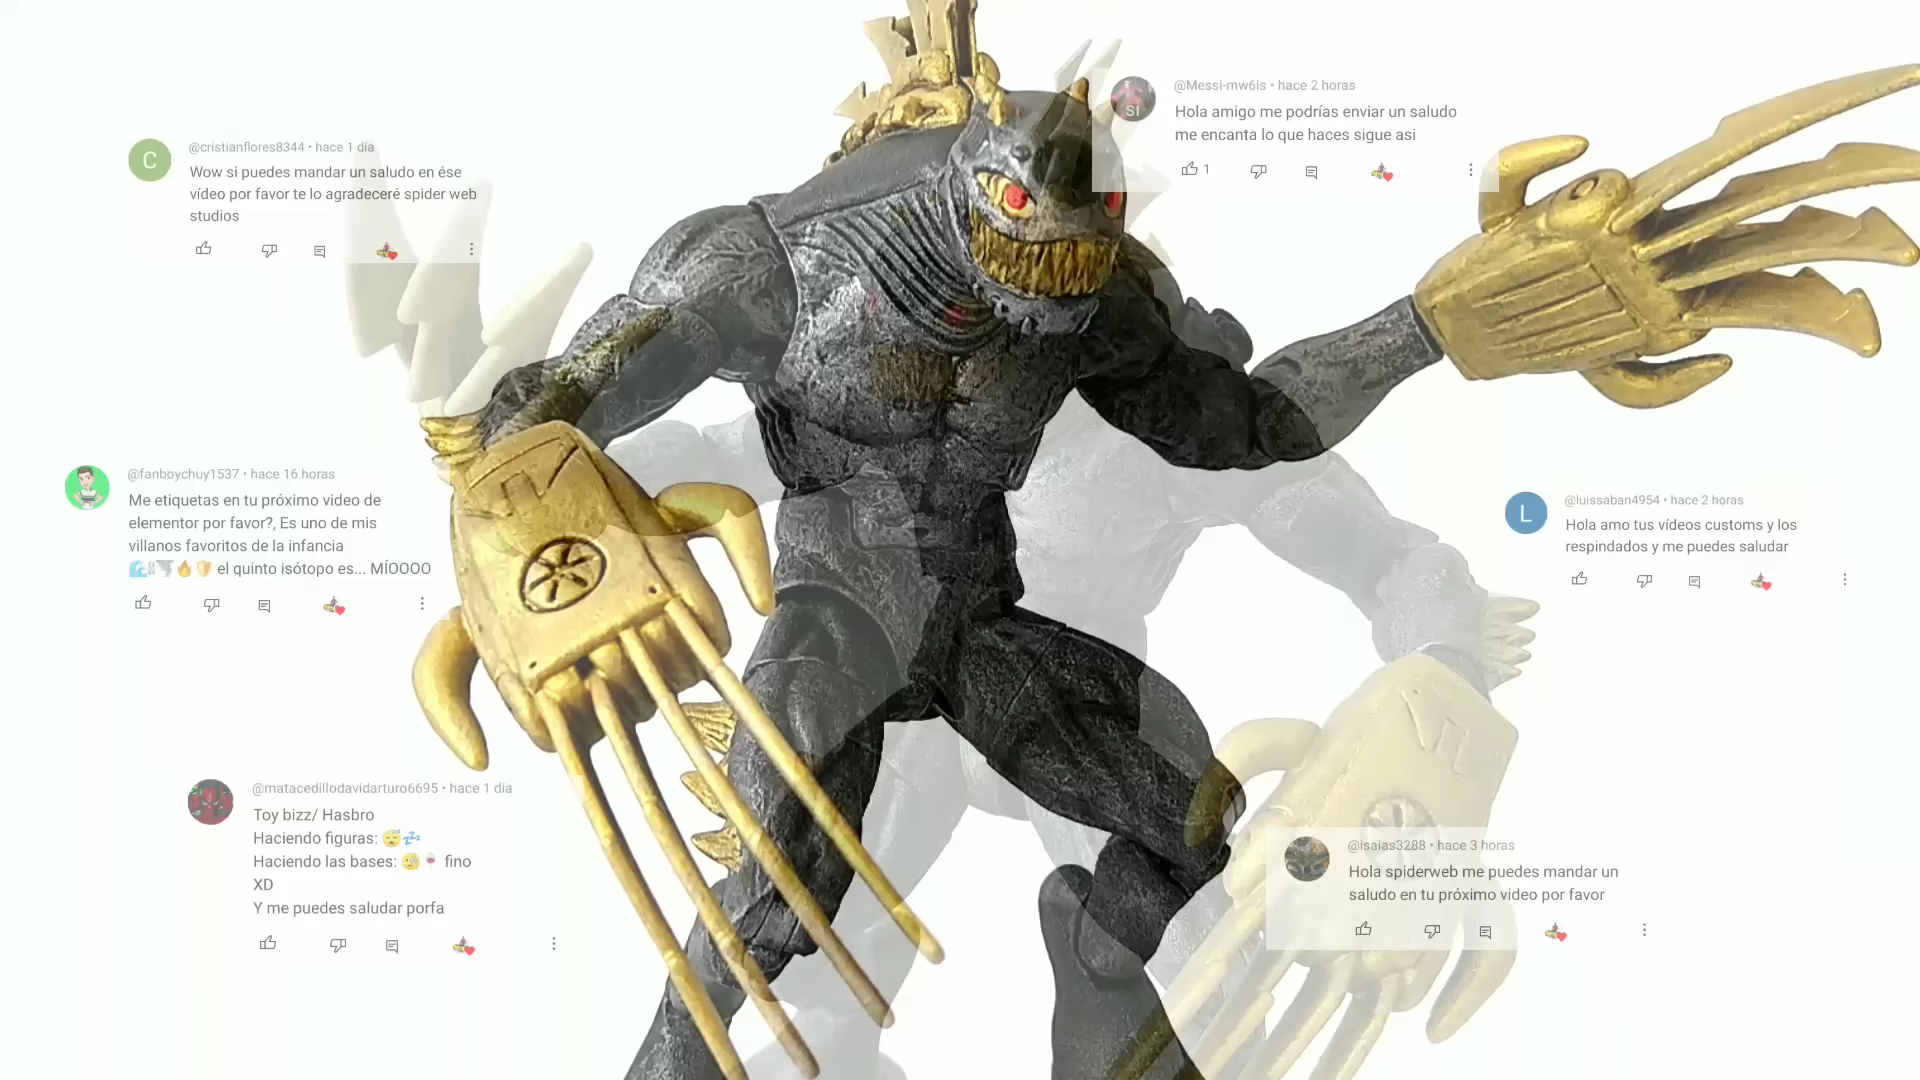 @cristianflores8344 • hace 1 día
Wow si puedes mandar un saludo en ése
vídeo por favor te lo agradeceré spider web
studios
C
@Messi-mw6is • hace 2 horas
Hola amigo me podrías enviar un saludo
me encanta lo que haces sigue asi
1
SI
@fanboychuy1537 • hace 16 horas
Me etiquetas en tu próximo video de
elementor por favor?, Es uno de mis
villanos favoritos de la infancia
🌊🌪🔥🛡 el quinto isótopo es... MÍOOOO
@luissaban4954 • hace 2 horas
Hola amo tus vídeos customs y los
respindados y me puedes saludar
L
@matacedillodavidarturo6695 • hace 1 día
Toy bizz/ Hasbro
Haciendo figuras: 😴💤
Haciendo las bases: 🧐🍷 fino
XD
Y me puedes saludar porfa
@isaias3288 • hace 3 horas
Hola spiderweb me puedes mandar un
saludo en tu próximo video por favor